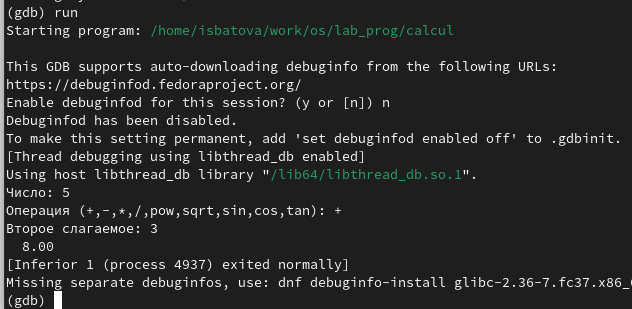 (gdb) run
Starting program: /home/isbatova/work/os/lab_prog/calcul
This GDB supports auto-downloading debuginfo from the following URLs:
https://debuginfod.fedoraproject.org/
Enable debuginfod for this session? (y or [n]) n
Debuginfod has been disabled.
To make this setting permanent, add 'set debuginfod enabled off' to .gdbinit.
[Thread debugging using libthread_db enabled]
Using host libthread_db library "/lib64/libthread_db.so.1".
Число: 5
Операция (+,-,*,/,pow,sqrt,sin,cos,tan): +
Второе слагаемое: 3
  8.00
[Inferior 1 (process 4937) exited normally]
Missing separate debuginfos, use: dnf debuginfo-install glibc-2.36-7.fc37.x86_
(gdb)